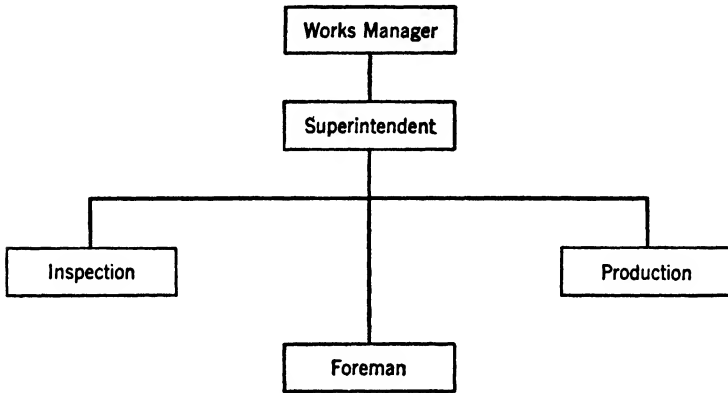 Works Manager
Superintendent
Inspection
Production
Foreman